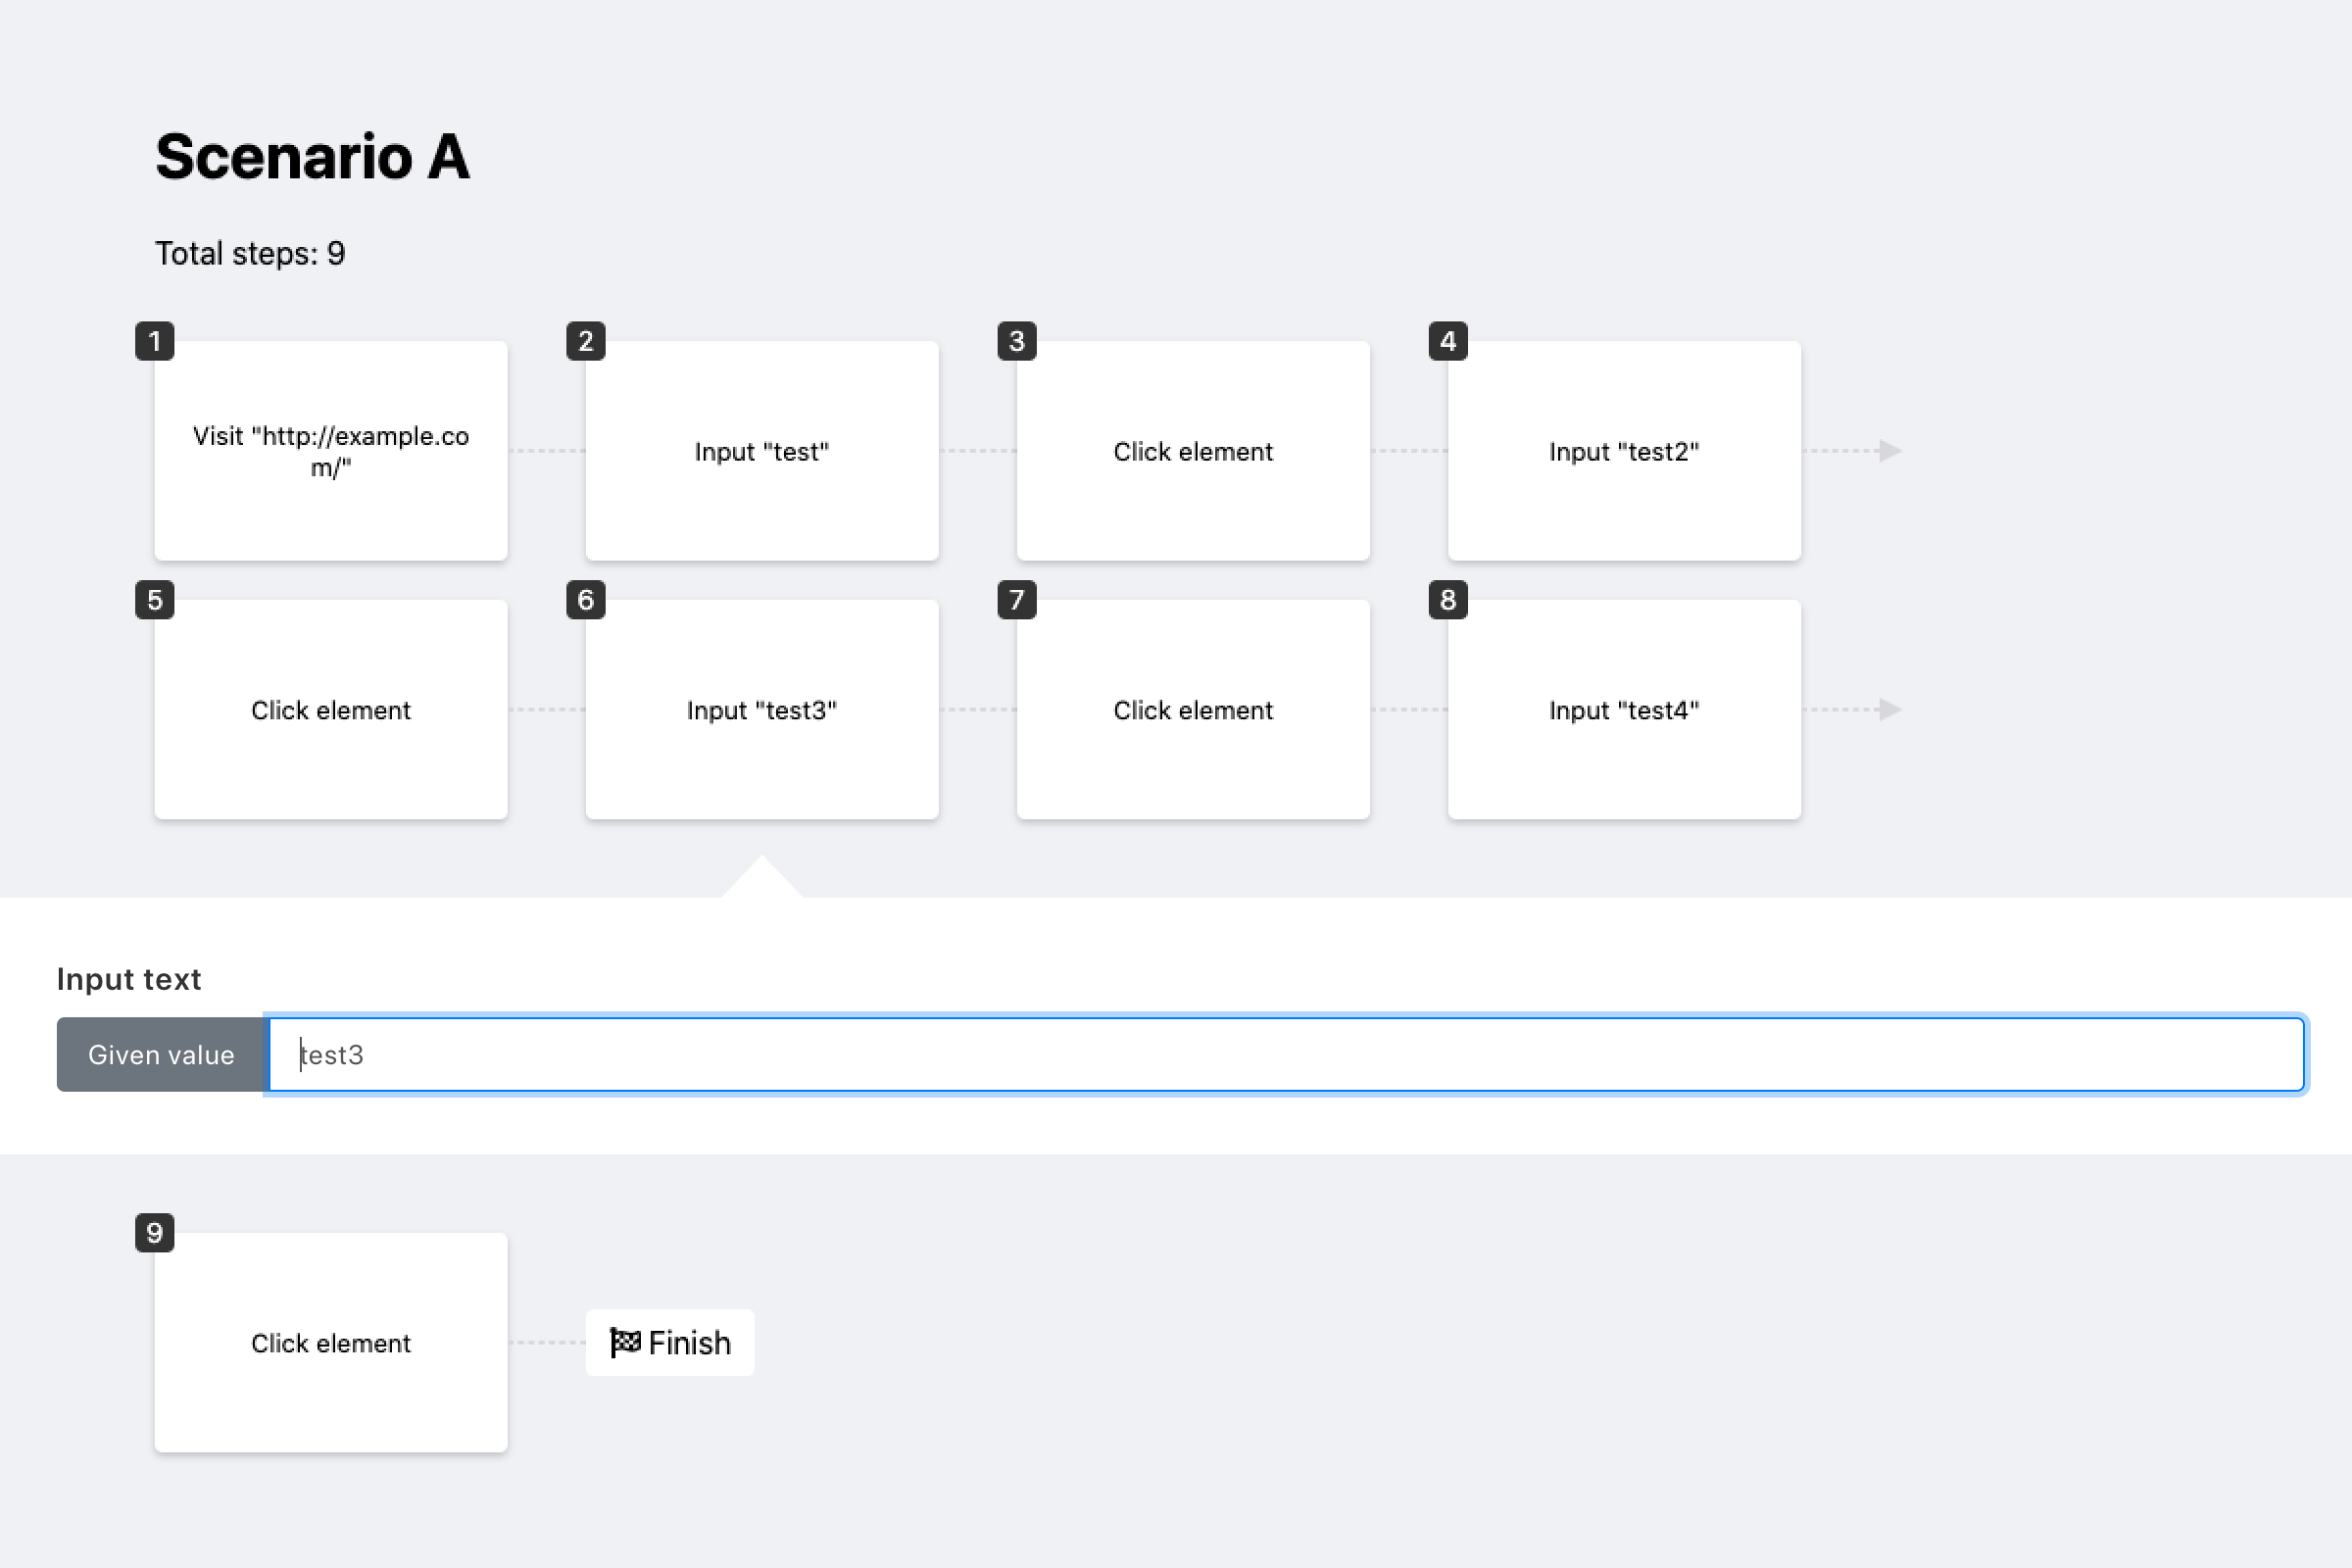 Scenario A
Total steps: 9
1
2
3
4
Visit "http://example.co
m/"
Input "test"
Click element
Input "test2"
5
6
7
8
Click element
Input "test3"
Click element
Input "test4"
Input text
Given value
test3
9
Click element
Finish